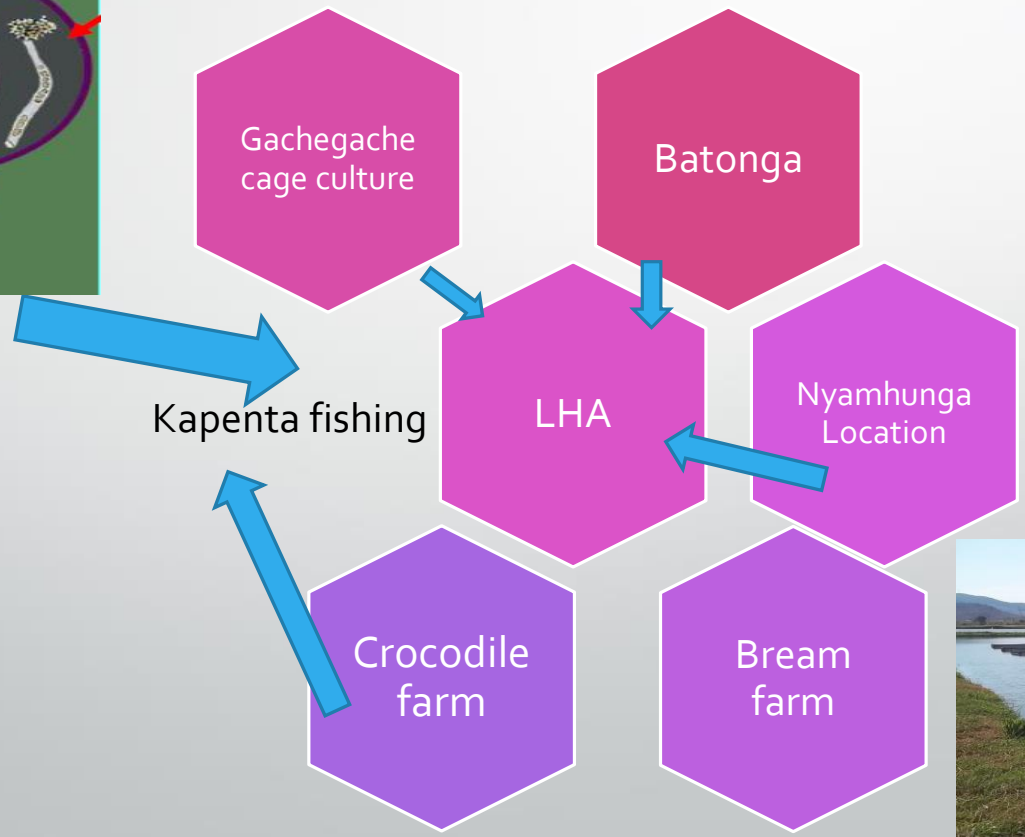 Gachegache
cage culture
Batonga
Kapenta fishing
LHA
Nyamhunga
Location
Crocodile
farm
Bream
farm